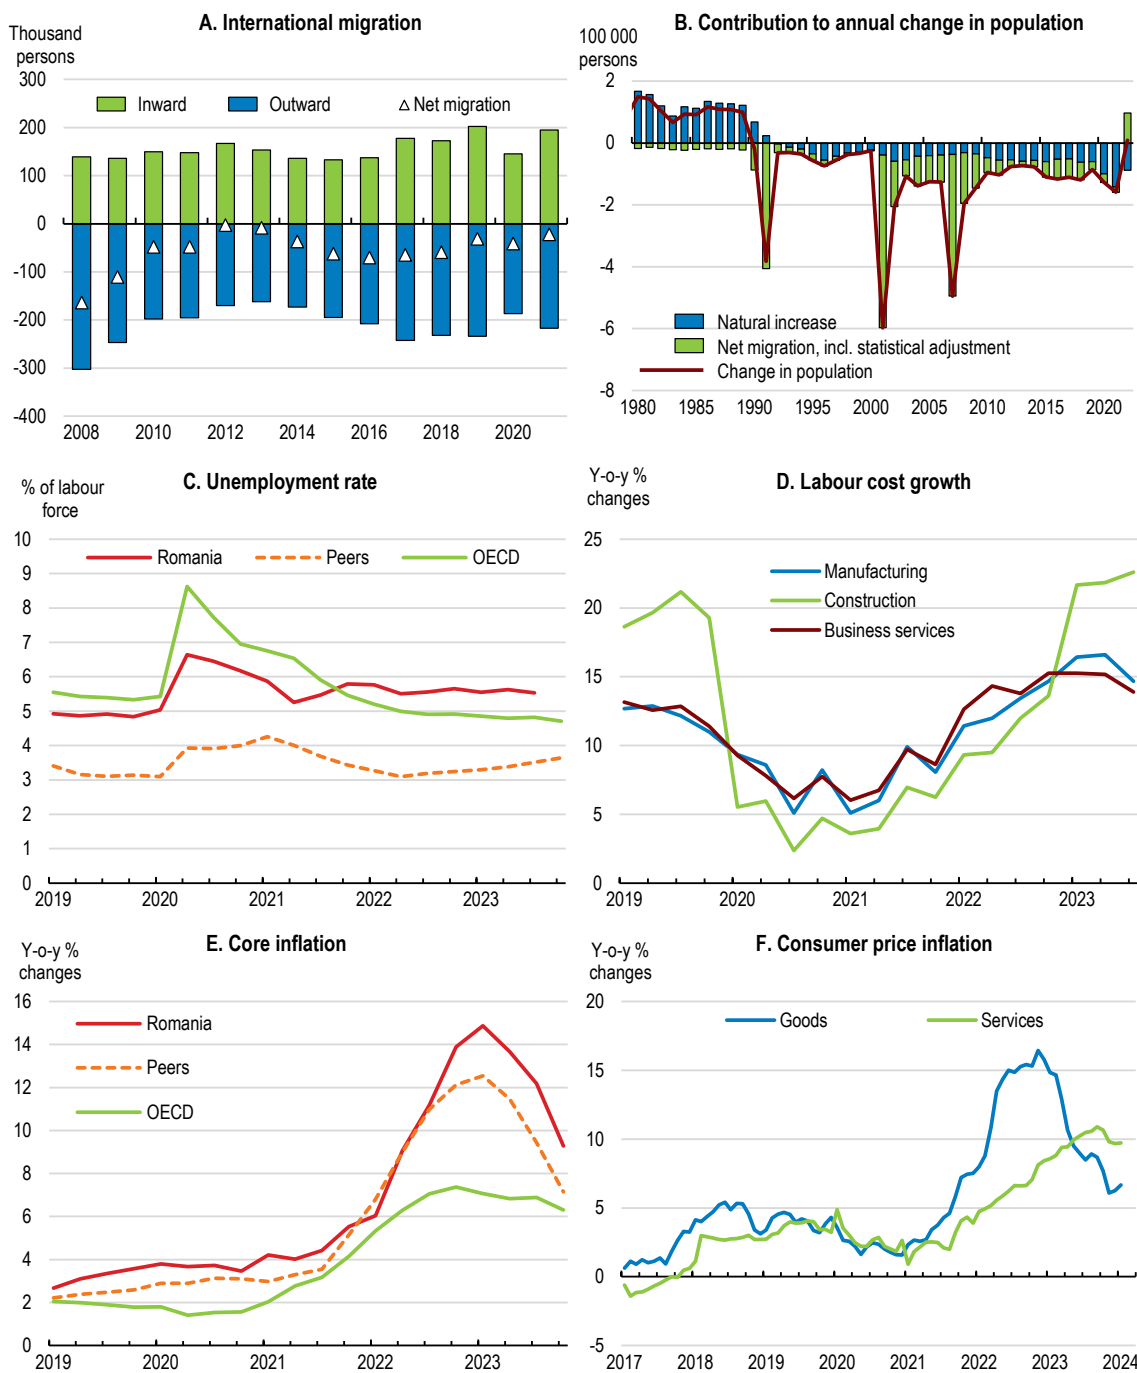 A. International migration
Thousand
persons
300
200
100
0
-100
-200
-300
-400
Inward
Outward
Net migration
2008
2010
2012
2014
2016
2018
2020
B. Contribution to annual change in population
100 000
persons
2
0
-2
-4
-6
-8
Natural increase
Net migration, incl. statistical adjustment
Change in population
1980
1985
1990
1995
2000
2005
2010
2015
2020
C. Unemployment rate
% of labour
force
10
9
8
7
6
5
4
3
2
1
0
Romania
Peers
OECD
2019
2020
2021
2022
2023
D. Labour cost growth
Y-o-y %
changes
25
20
15
10
5
0
Manufacturing
Construction
Business services
2019
2020
2021
2022
2023
E. Core inflation
Y-o-y %
changes
16
14
12
10
8
6
4
2
0
Romania
Peers
OECD
2019
2020
2021
2022
2023
F. Consumer price inflation
Y-o-y %
changes
20
15
10
5
0
-5
Goods
Services
2017
2018
2019
2020
2021
2022
2023
2024